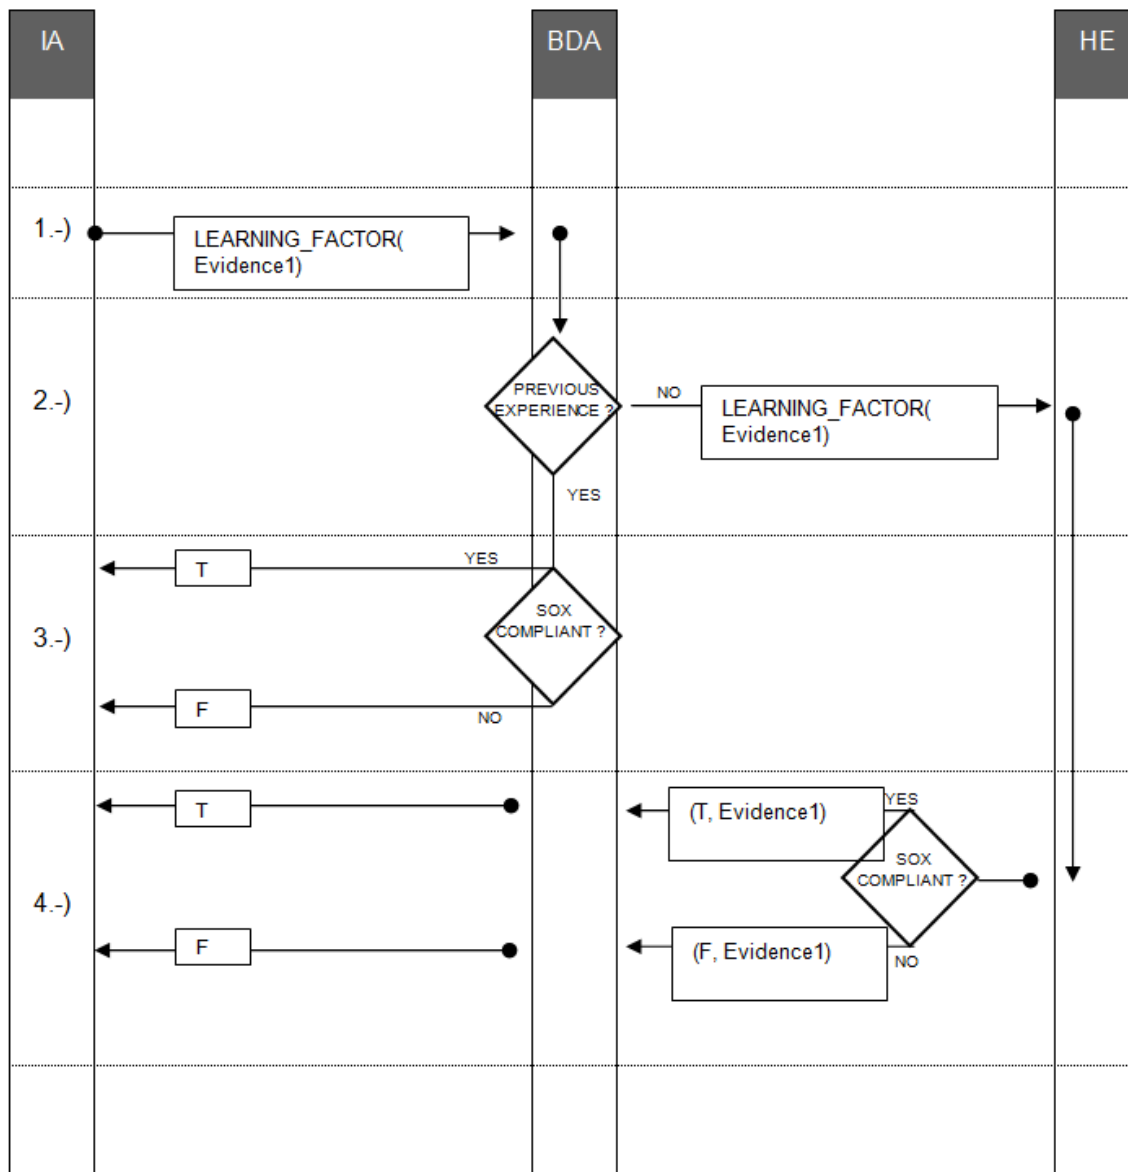 IA
BDA
HE
1.-)
LEARNING_FACTOR(
Evidence1)
2.-)
PREVIOUS
EXPERIENCE ?
NO
LEARNING_FACTOR(
Evidence1)
YES
3.-)
T
YES
SOX
COMPLIANT ?
F
NO
4.-)
T
(T, Evidence1)
YES
SOX
COMPLIANT ?
F
(F, Evidence1)
NO